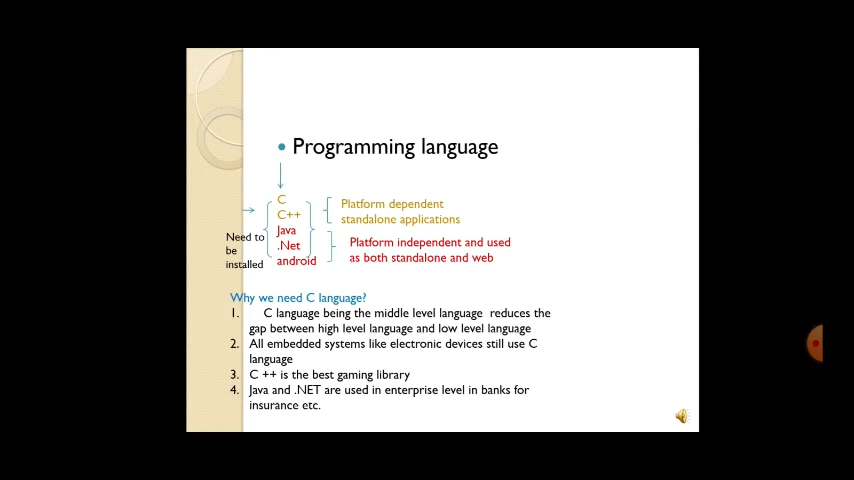 Programming language
C
C++
Java
.Net
android
Platform dependent
standalone applications
Platform independent and used
as both standalone and web
Need to
be
installed
Why we need C language?
1. C language being the middle level language reduces the
gap between high level language and low level language
2. All embedded systems like electronic devices still use C
language
3. C ++ is the best gaming library
4. Java and .NET are used in enterprise level in banks for
insurance etc.